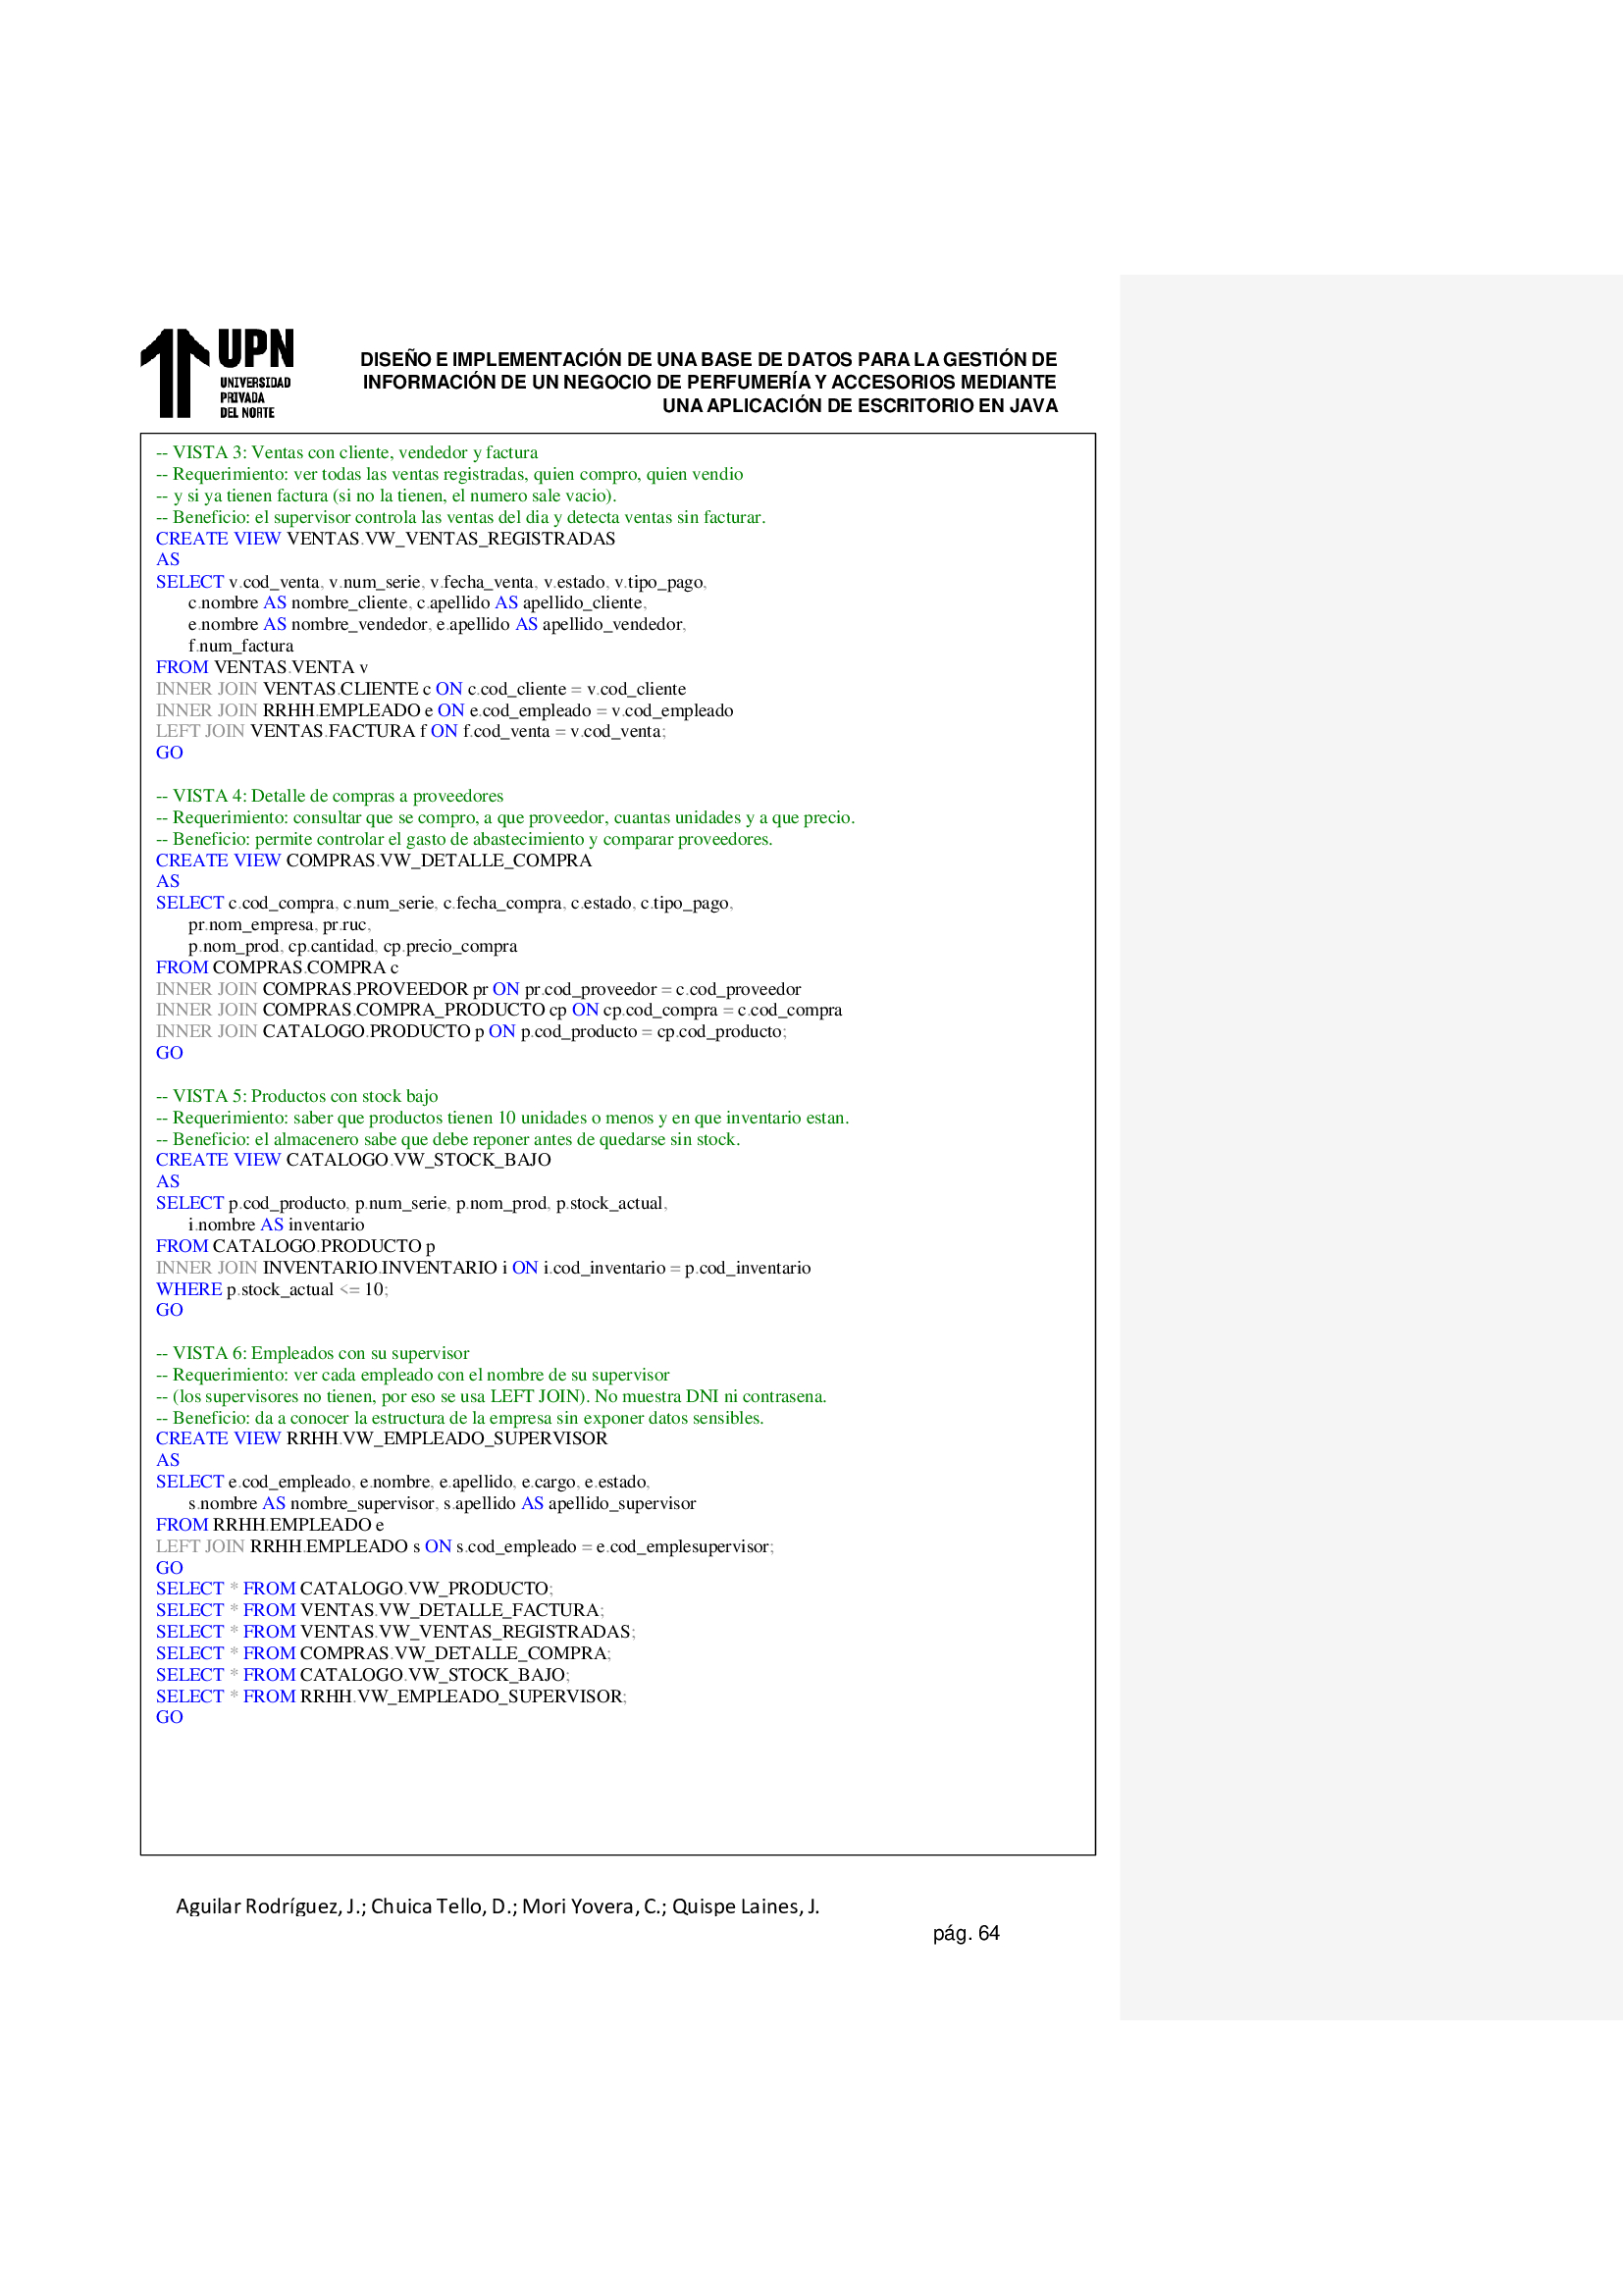 UPN
UNIVERSIDAD
PRIVADA
DEL NORTE
DISEÑO E IMPLEMENTACIÓN DE UNA BASE DE DATOS PARA LA GESTIÓN DE
INFORMACIÓN DE UN NEGOCIO DE PERFUMERÍA Y ACCESORIOS MEDIANTE
UNA APLICACIÓN DE ESCRITORIO EN JAVA
-- VISTA 3: Ventas con cliente, vendedor y factura
-- Requerimiento: ver todas las ventas registradas, quien compro, quien vendio
-- y si ya tienen factura (si no la tienen, el numero sale vacio).
-- Beneficio: el supervisor controla las ventas del dia y detecta ventas sin facturar.
CREATE VIEW VENTAS.VW_VENTAS_REGISTRADAS
AS
SELECT v.cod_venta, v.num_serie, v.fecha_venta, v.estado, v.tipo_pago,
c.nombre AS nombre_cliente, c.apellido AS apellido_cliente,
e.nombre AS nombre_vendedor, e.apellido AS apellido_vendedor,
f.num_factura
FROM VENTAS.VENTA v
INNER JOIN VENTAS.CLIENTE c ON c.cod_cliente = v.cod_cliente
INNER JOIN RRHH.EMPLEADO e ON e.cod_empleado = v.cod_empleado
LEFT JOIN VENTAS.FACTURA f ON f.cod_venta = v.cod_venta;
GO
-- VISTA 4: Detalle de compras a proveedores
-- Requerimiento: consultar que se compro, a que proveedor, cuantas unidades y a que precio.
-- Beneficio: permite controlar el gasto de abastecimiento y comparar proveedores.
CREATE VIEW COMPRAS.VW_DETALLE_COMPRA
AS
SELECT c.cod_compra, c.num_serie, c.fecha_compra, c.estado, c.tipo_pago,
pr.nom_empresa, pr.ruc,
p.nom_prod, cp.cantidad, cp.precio_compra
FROM COMPRAS.COMPRA c
INNER JOIN COMPRAS.PROVEEDOR pr ON pr.cod_proveedor = c.cod_proveedor
INNER JOIN COMPRAS.COMPRA_PRODUCTO cp ON cp.cod_compra = c.cod_compra
INNER JOIN CATALOGO.PRODUCTO p ON p.cod_producto = cp.cod_producto;
GO
-- VISTA 5: Productos con stock bajo
-- Requerimiento: saber que productos tienen 10 unidades o menos y en que inventario estan.
-- Beneficio: el almacenero sabe que debe reponer antes de quedarse sin stock.
CREATE VIEW CATALOGO.VW_STOCK_BAJO
AS
SELECT p.cod_producto, p.num_serie, p.nom_prod, p.stock_actual,
i.nombre AS inventario
FROM CATALOGO.PRODUCTO p
INNER JOIN INVENTARIO.INVENTARIO i ON i.cod_inventario = p.cod_inventario
WHERE p.stock_actual <= 10;
GO
-- VISTA 6: Empleados con su supervisor
-- Requerimiento: ver cada empleado con el nombre de su supervisor
-- (los supervisores no tienen, por eso se usa LEFT JOIN). No muestra DNI ni contrasena.
-- Beneficio: da a conocer la estructura de la empresa sin exponer datos sensibles.
CREATE VIEW RRHH.VW_EMPLEADO_SUPERVISOR
AS
SELECT e.cod_empleado, e.nombre, e.apellido, e.cargo, e.estado,
s.nombre AS nombre_supervisor, s.apellido AS apellido_supervisor
FROM RRHH.EMPLEADO e
LEFT JOIN RRHH.EMPLEADO s ON s.cod_empleado = e.cod_emplesupervisor;
GO
SELECT * FROM CATALOGO.VW_PRODUCTO;
SELECT * FROM VENTAS.VW_DETALLE_FACTURA;
SELECT * FROM VENTAS.VW_VENTAS_REGISTRADAS;
SELECT * FROM COMPRAS.VW_DETALLE_COMPRA;
SELECT * FROM CATALOGO.VW_STOCK_BAJO;
SELECT * FROM RRHH.VW_EMPLEADO_SUPERVISOR;
GO
Aguilar Rodríguez, J.; Chuica Tello, D.; Mori Yovera, C.; Quispe Laines, J.
pág. 64